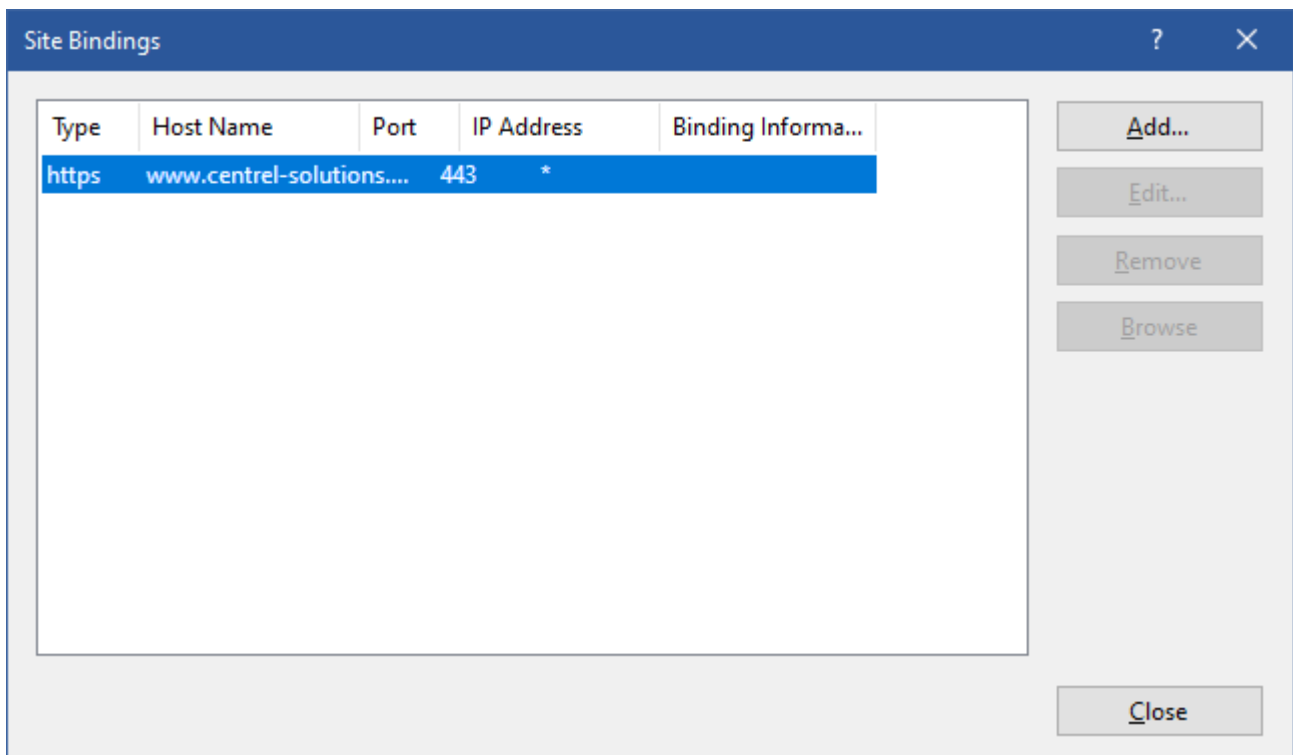 Site Bindings ?
Type Host Name Port IP Address Binding Informa... Add...
https www.centrel-solutions.... 443 *
Edit...
Remove
Browse
Close